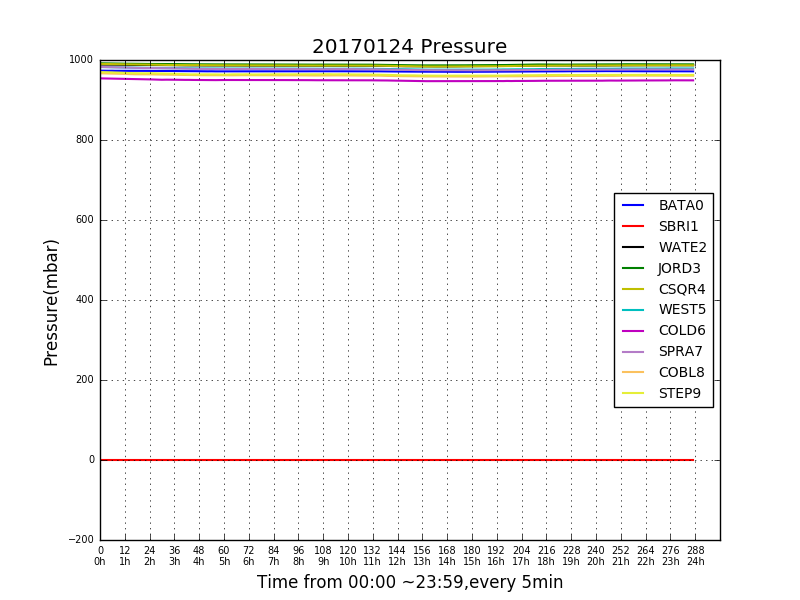 20170124 Pressure
Pressure(mbar)
1000
800
600
400
200
0
−200
BATA0
SBRI1
WATE2
JORD3
CSQR4
WEST5
COLD6
SPRA7
COBL8
STEP9
0 12 24 36 48 60 72 84 96 108 120 132 144 156 168 180 192 204 216 228 240 252 264 276 288
0h 1h 2h 3h 4h 5h 6h 7h 8h 9h 10h 11h 12h 13h 14h 15h 16h 17h 18h 19h 20h 21h 22h 23h 24h
Time from 00:00 ~23:59,every 5min